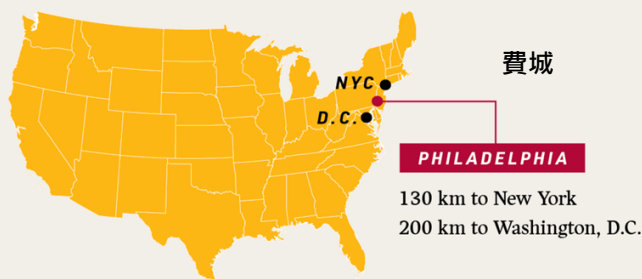 費城
NYC
D.C.
PHILADELPHIA
130 km to New York
200 km to Washington, D.C.